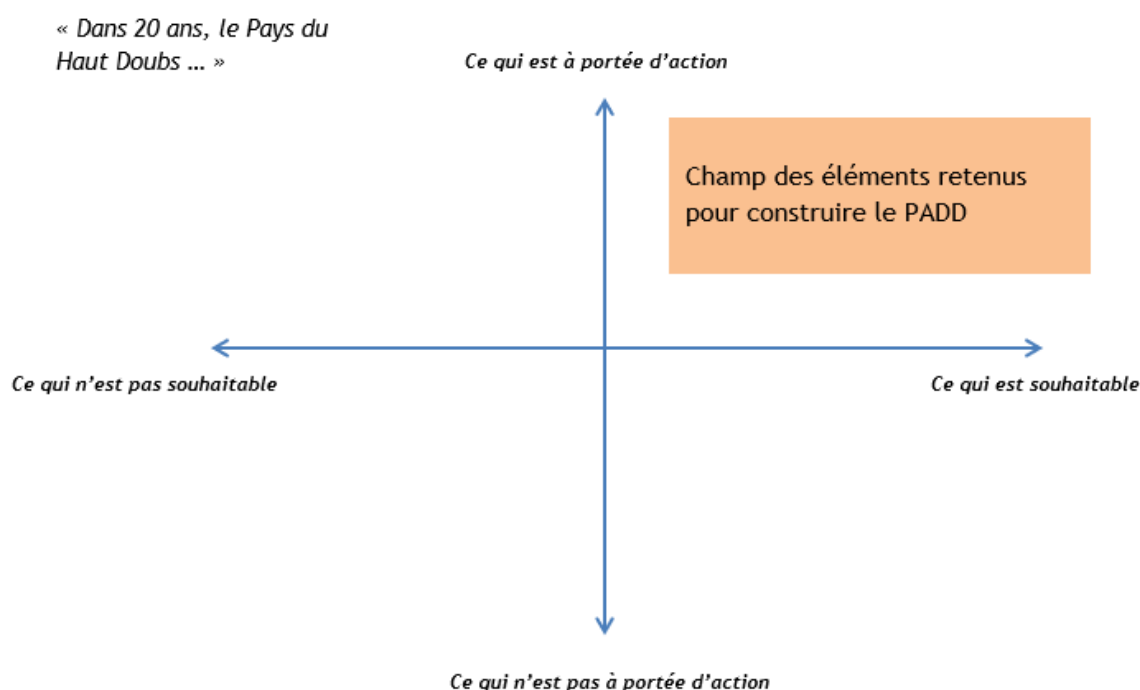 « Dans 20 ans, le Pays du
Haut Doubs ... »
Ce qui est à portée d'action
Champ des éléments retenus
pour construire le PADD
Ce qui n'est pas souhaitable
Ce qui est souhaitable
Ce qui n'est pas à portée d'action